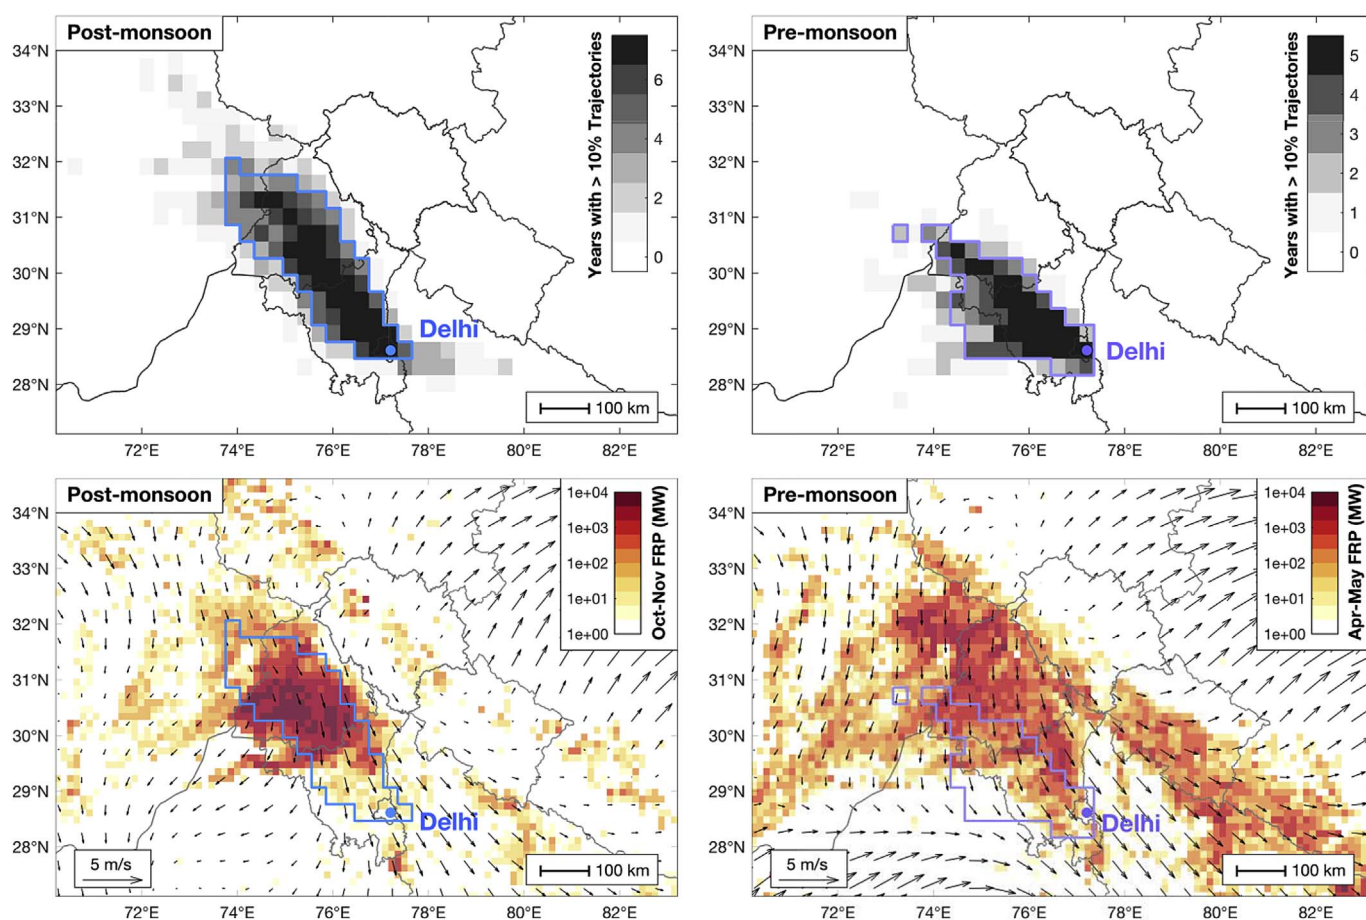 Post-monsoon
Years with > 10% Trajectories
6
4
2
0
34°N
33°N
32°N
31°N
30°N
29°N
28°N
Delhi
100 km
72°E
74°E
76°E
78°E
80°E
82°E
Pre-monsoon
Years with > 10% Trajectories
5
4
3
2
1
0
34°N
33°N
32°N
31°N
30°N
29°N
28°N
Delhi
100 km
72°E
74°E
76°E
78°E
80°E
82°E
Post-monsoon
1e+04
1e+03
1e+02
1e+01
1e+00
Oct-Nov FRP (MW)
34°N
33°N
32°N
31°N
30°N
29°N
28°N
Delhi
5 m/s
100 km
72°E
74°E
76°E
78°E
80°E
82°E
Pre-monsoon
1e+04
1e+03
1e+02
1e+01
1e+00
Apr-May FRP (MW)
34°N
33°N
32°N
31°N
30°N
29°N
28°N
Delhi
5 m/s
100 km
72°E
74°E
76°E
78°E
80°E
82°E